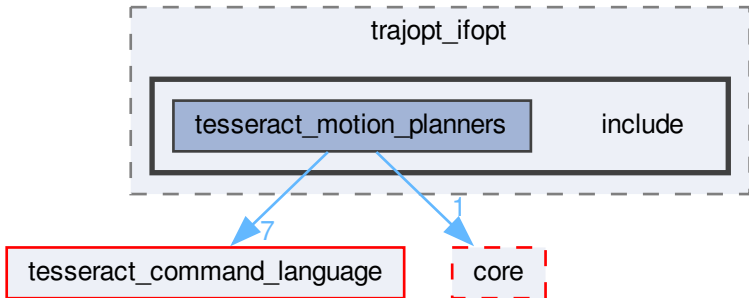 trajopt_ifopt
tesseract_motion_planners
include
7
1
tesseract_command_language
core